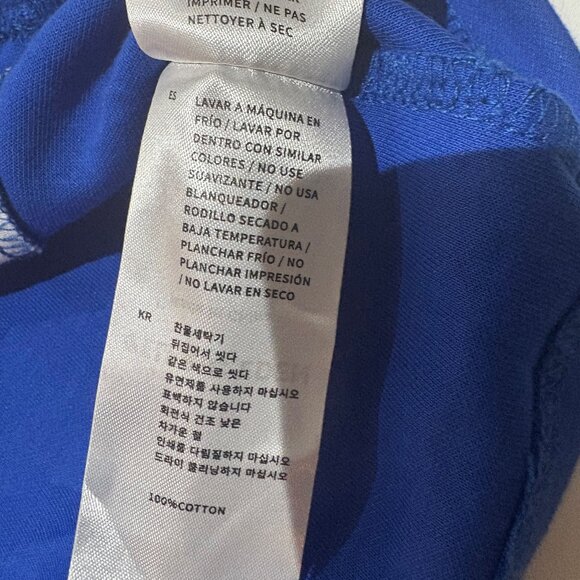 IMPRIMER / NE PAS
NETTOYER À SEC
ES
LAVAR A MÁQUINA EN
FRÍO / LAVAR POR
DENTRO CON SIMILAR
COLORES / NO USE
SUAVIZANTE / NO USA
BLANQUEADOR /
RODILLO SECADO A
BAJA TEMPERATURA /
PLANCHAR FRÍO / NO
PLANCHAR IMPRESIÓN
/ NO LAVAR EN SECO
KR
찬물세탁기
뒤집어서 씻다
같은 색으로 씻다
유연제를 사용하지 마십시오
표백하지 않습니다
회전식 건조 낮은
차가운 철
인쇄를 다림질하지 마십시오
드라이 클리닝하지 마십시오
100%COTTON